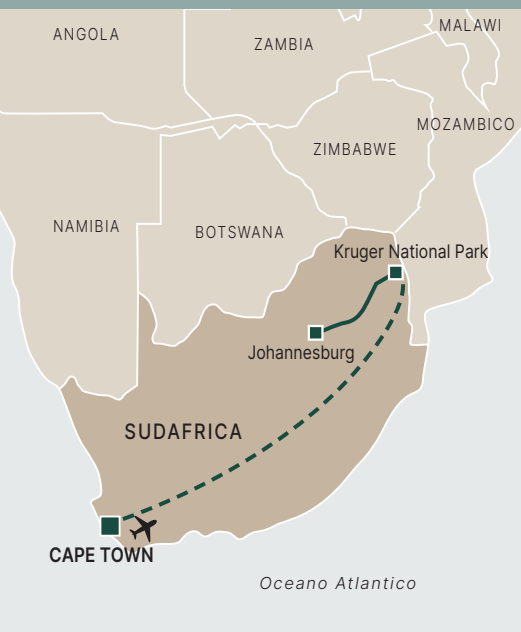 MALAWI
ANGOLA
ZAMBIA
MOZAMBICO
ZIMBABWE
NAMIBIA
BOTSWANA
Kruger National Park
Johannesburg
SUDAFRICA
CAPE TOWN
Oceano Atlantico